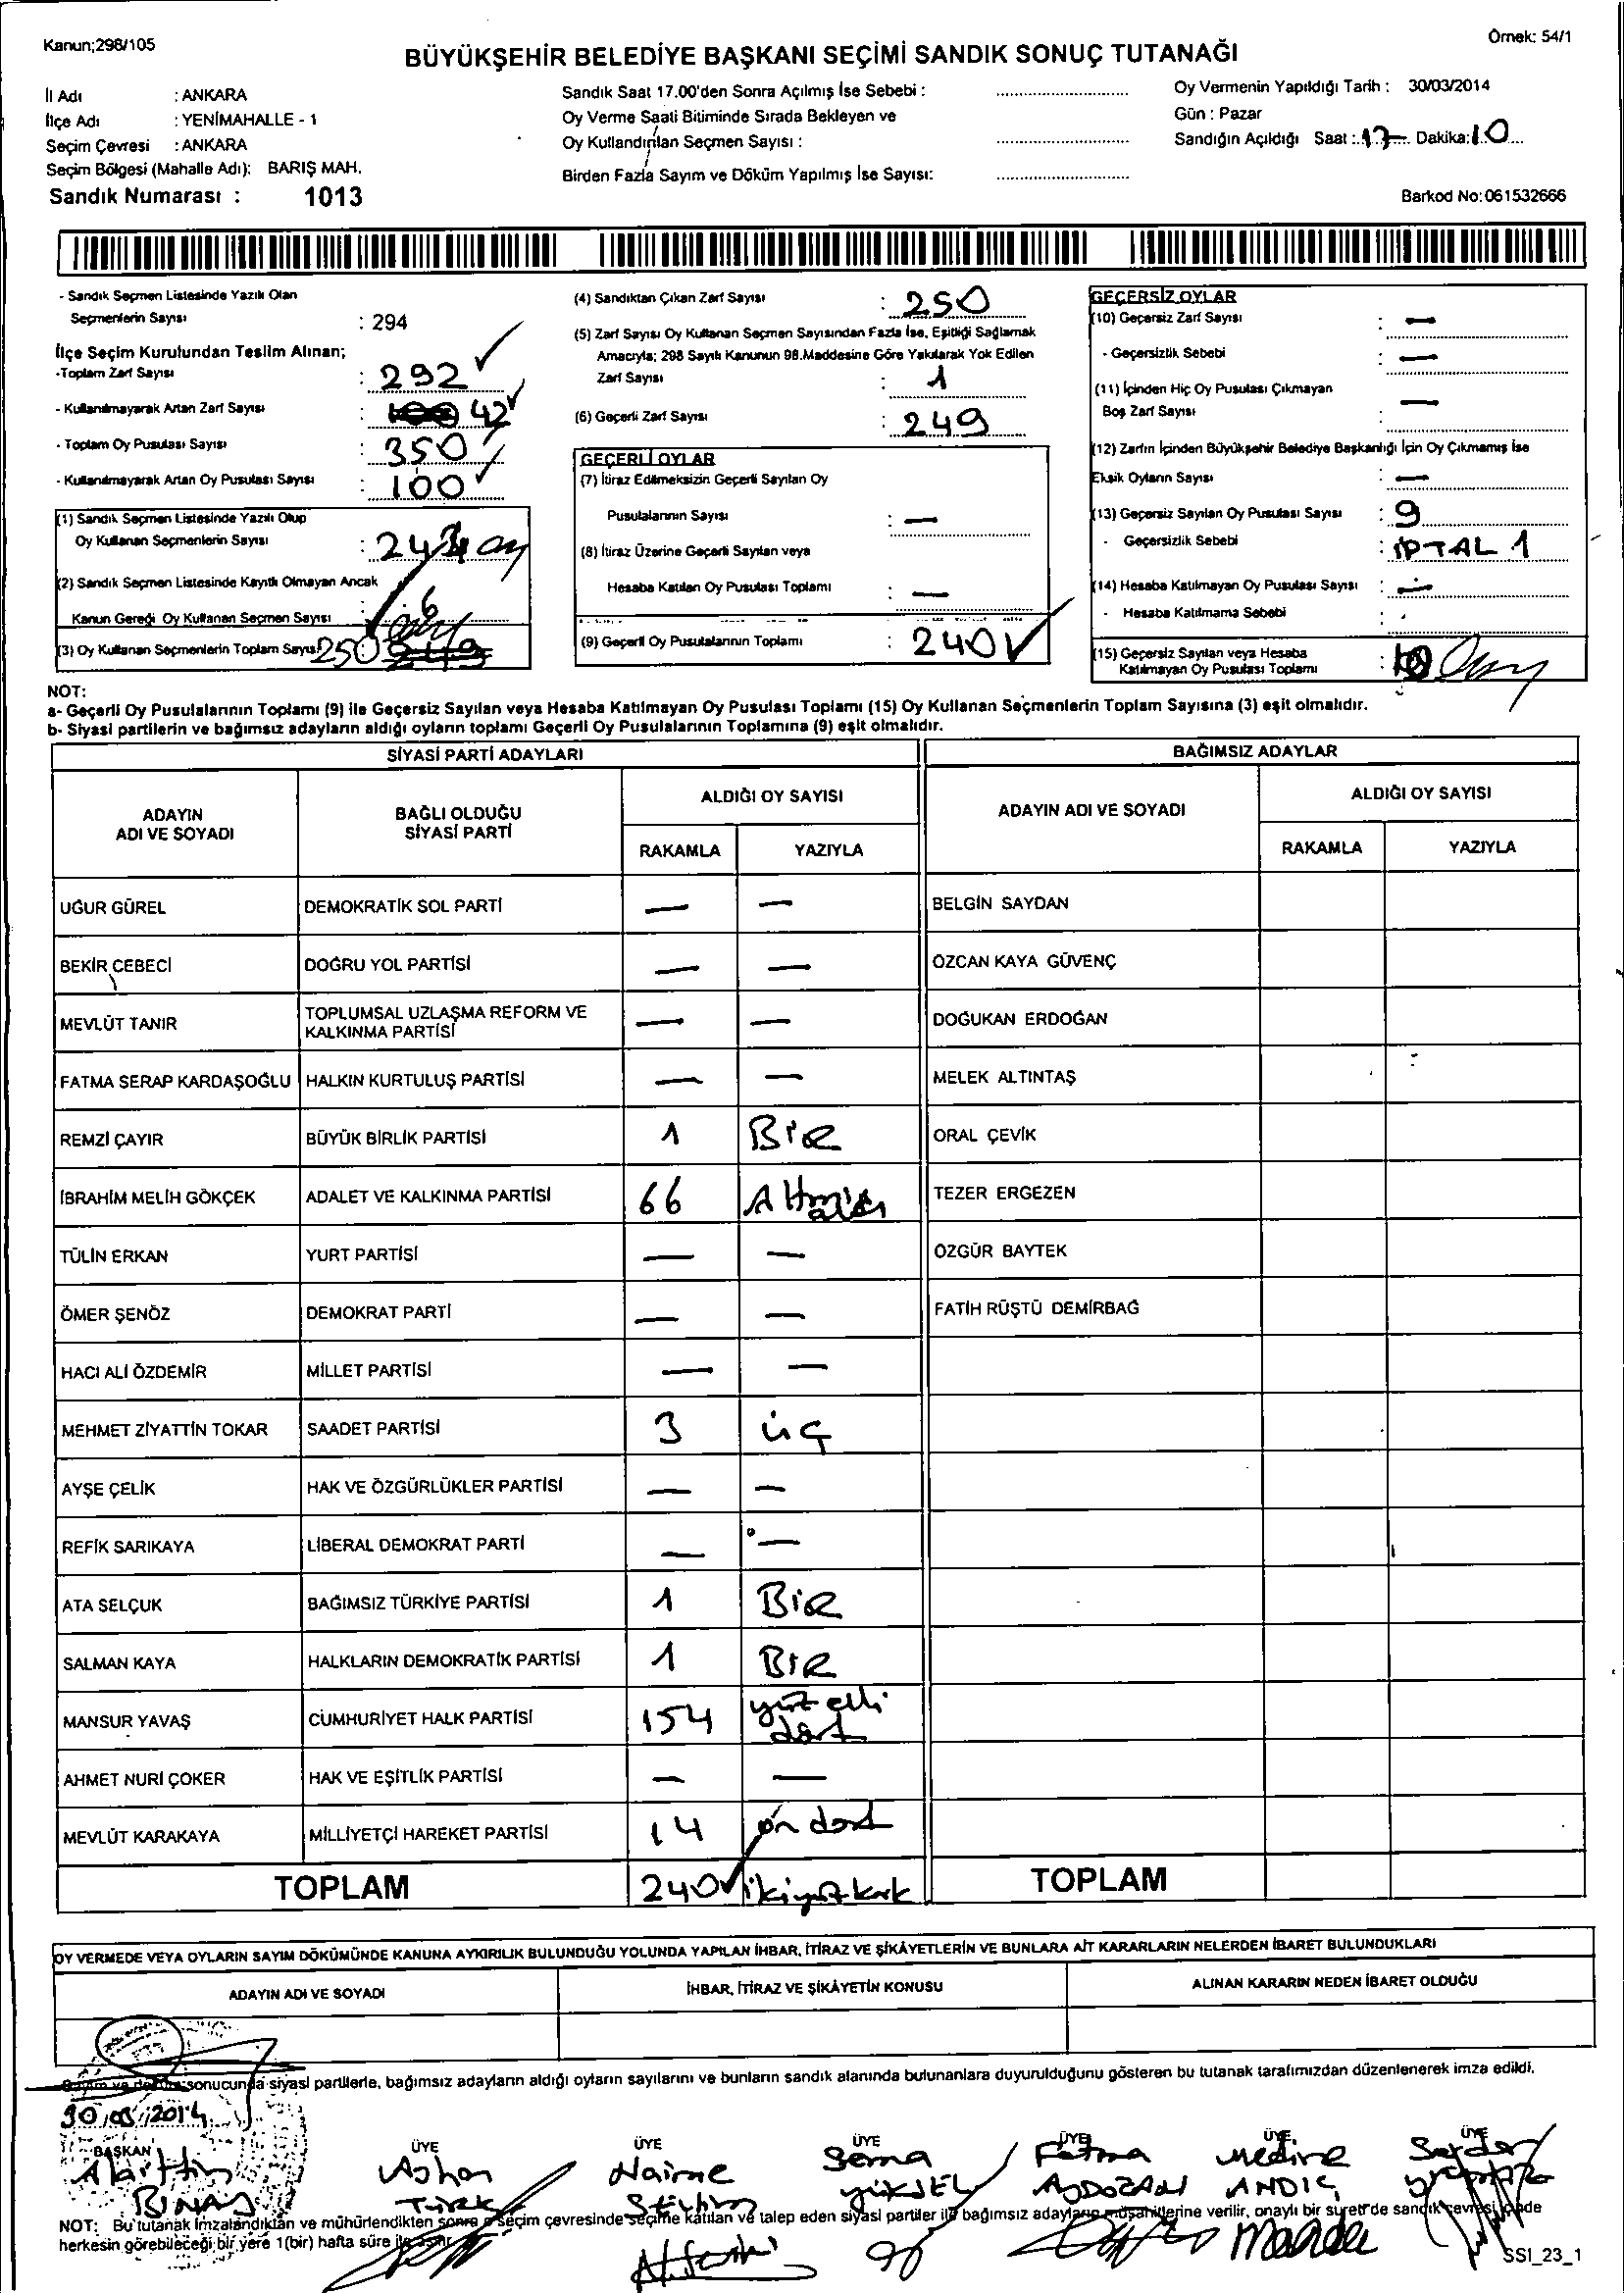 Kanun;298/105
Örnek: 54/1
BÜYÜKŞEHİR BELEDİYE BAŞKANI SEÇİMİ SANDIK SONUÇ TUTANAĞI
İl Adı : ANKARA
İlçe Adı : YENİMAHALLE - 1
Seçim Çevresi : ANKARA
Seçim Bölgesi (Mahalle Adı): BARIŞ MAH.
Sandık Numarası : 1013
Sandık Saat 17.00'den Sonra Açılmış İse Sebebi :
Oy Verme Saati Bitiminde Sırada Bekleyen ve
Oy Kullandırılan Seçmen Sayısı :
Birden Fazla Sayım ve Döküm Yapılmış İse Sayısı:
Oy Vermenin Yapıldığı Tarih : 30/03/2014
Gün : Pazar
Sandığın Açıldığı Saat : 17 Dakika: 10
Barkod No:061532666
- Sandık Seçmen Listesinde Yazılı Olan
Seçmenlerin Sayısı : 294
İlçe Seçim Kurulundan Teslim Alınan;
-Toplam Zarf Sayısı : 292
- Kullanılmayarak Artan Zarf Sayısı : 42
- Toplam Oy Pusulası Sayısı : 350
- Kullanılmayarak Artan Oy Pusulası Sayısı : 100
(1) Sandık Seçmen Listesinde Yazılı Olup
Oy Kullanan Seçmenlerin Sayısı :
(2) Sandık Seçmen Listesinde Kayıtlı Olmayan Ancak
Kanun Gereği Oy Kullanan Seçmen Sayısı : 6
(3) Oy Kullanan Seçmenlerin Toplam Sayısı 250 249
(4) Sandıktan Çıkan Zarf Sayısı : 250
(5) Zarf Sayısı Oy Kullanan Seçmen Sayısından Fazla İse, Eşitliği Sağlamak
Amacıyla; 298 Sayılı Kanunun 98.Maddesine Göre Yakılarak Yok Edilen
Zarf Sayısı : 1
(6) Geçerli Zarf Sayısı : 249
GEÇERLİ OYLAR
(7) İtiraz Edilmeksizin Geçerli Sayılan Oy
Pusulalarının Sayısı : —
(8) İtiraz Üzerine Geçerli Sayılan veya
Hesaba Katılan Oy Pusulası Toplamı : —
(9) Geçerli Oy Pusulalarının Toplamı : 240
GEÇERSİZ OYLAR
(10) Geçersiz Zarf Sayısı : —
- Geçersizlik Sebebi : —
(11) İçinden Hiç Oy Pusulası Çıkmayan
Boş Zarf Sayısı : —
(12) Zarfın İçinden Büyükşehir Belediye Başkanlığı İçin Oy Çıkmamış İse
Eksik Oyların Sayısı : —
(13) Geçersiz Sayılan Oy Pusulası Sayısı : 9
- Geçersizlik Sebebi : İPTAL 1
(14) Hesaba Katılmayan Oy Pusulası Sayısı : —
- Hesaba Katılmama Sebebi :
(15) Geçersiz Sayılan veya Hesaba
Katılmayan Oy Pusulası Toplamı :
NOT:
a- Geçerli Oy Pusulalarının Toplamı (9) ile Geçersiz Sayılan veya Hesaba Katılmayan Oy Pusulası Toplamı (15) Oy Kullanan Seçmenlerin Toplam Sayısına (3) eşit olmalıdır.
b- Siyasi partilerin ve bağımsız adayların aldığı oyların toplamı Geçerli Oy Pusulalarının Toplamına (9) eşit olmalıdır.
SİYASİ PARTİ ADAYLARI
BAĞIMSIZ ADAYLAR
ADAYIN ADI VE SOYADI
BAĞLI OLDUĞU SİYASİ PARTİ
ALDIĞI OY SAYISI
RAKAMLA YAZIYLA
ADAYIN ADI VE SOYADI
ALDIĞI OY SAYISI
RAKAMLA YAZIYLA
UĞUR GÜREL DEMOKRATİK SOL PARTİ — — BELGİN SAYDAN
BEKİR CEBECİ DOĞRU YOL PARTİSİ — — ÖZCAN KAYA GÜVENÇ
MEVLÜT TANIR TOPLUMSAL UZLAŞMA REFORM VE KALKINMA PARTİSİ — — DOĞUKAN ERDOĞAN
FATMA SERAP KARDAŞOĞLU HALKIN KURTULUŞ PARTİSİ — — MELEK ALTINTAŞ
REMZİ ÇAYIR BÜYÜK BİRLİK PARTİSİ 1 BİR ORAL ÇEVİK
İBRAHİM MELİH GÖKÇEK ADALET VE KALKINMA PARTİSİ 66 Altmış altı TEZER ERGEZEN
TÜLİN ERKAN YURT PARTİSİ — — ÖZGÜR BAYTEK
ÖMER ŞENÖZ DEMOKRAT PARTİ — — FATİH RÜŞTÜ DEMİRBAĞ
HACI ALİ ÖZDEMİR MİLLET PARTİSİ — —
MEHMET ZİYATTİN TOKAR SAADET PARTİSİ 3 üç
AYŞE ÇELİK HAK VE ÖZGÜRLÜKLER PARTİSİ — —
REFİK SARIKAYA LİBERAL DEMOKRAT PARTİ — —
ATA SELÇUK BAĞIMSIZ TÜRKİYE PARTİSİ 1 BİR
SALMAN KAYA HALKLARIN DEMOKRATİK PARTİSİ 1 BİR
MANSUR YAVAŞ CUMHURİYET HALK PARTİSİ 154 yüz elli dört
AHMET NURİ ÇOKER HAK VE EŞİTLİK PARTİSİ — —
MEVLÜT KARAKAYA MİLLİYETÇİ HAREKET PARTİSİ 14 on dört
TOPLAM 240 ikiyüzkırk TOPLAM
OY VERMEDE VEYA OYLARIN SAYIM DÖKÜMÜNDE KANUNA AYKIRILIK BULUNDUĞU YOLUNDA YAPILAN İHBAR, İTİRAZ VE ŞİKAYETLERİN VE BUNLARA AİT KARARLARIN NELERDEN İBARET BULUNDUKLARI
ADAYIN ADI VE SOYADI İHBAR, İTİRAZ VE ŞİKAYETİN KONUSU ALINAN KARARIN NEDEN İBARET OLDUĞU
Sayım ve döküm sonucunda siyasi partilerle, bağımsız adayların aldığı oyların sayılarını ve bunların sandık alanında bulunanlara duyurulduğunu gösteren bu tutanak tarafımızdan düzenlenerek imza edildi.
30/03/2014
BAŞKAN ÜYE ÜYE ÜYE ÜYE ÜYE ÜYE
Naime Sema Fatma Medine Serdar
Türk YÜKSEL AYDOĞAN ANDIÇ
NOT: Bu tutanak imzalandıktan ve mühürlendikten sonra seçim çevresinde seçime katılan ve talep eden siyasi partiler ile bağımsız adayların müşahitlerine verilir, onaylı bir suret de sandık çevresi içinde
herkesin görebileceği bir yere 1(bir) hafta süre ile asılır.
SSI_23_1